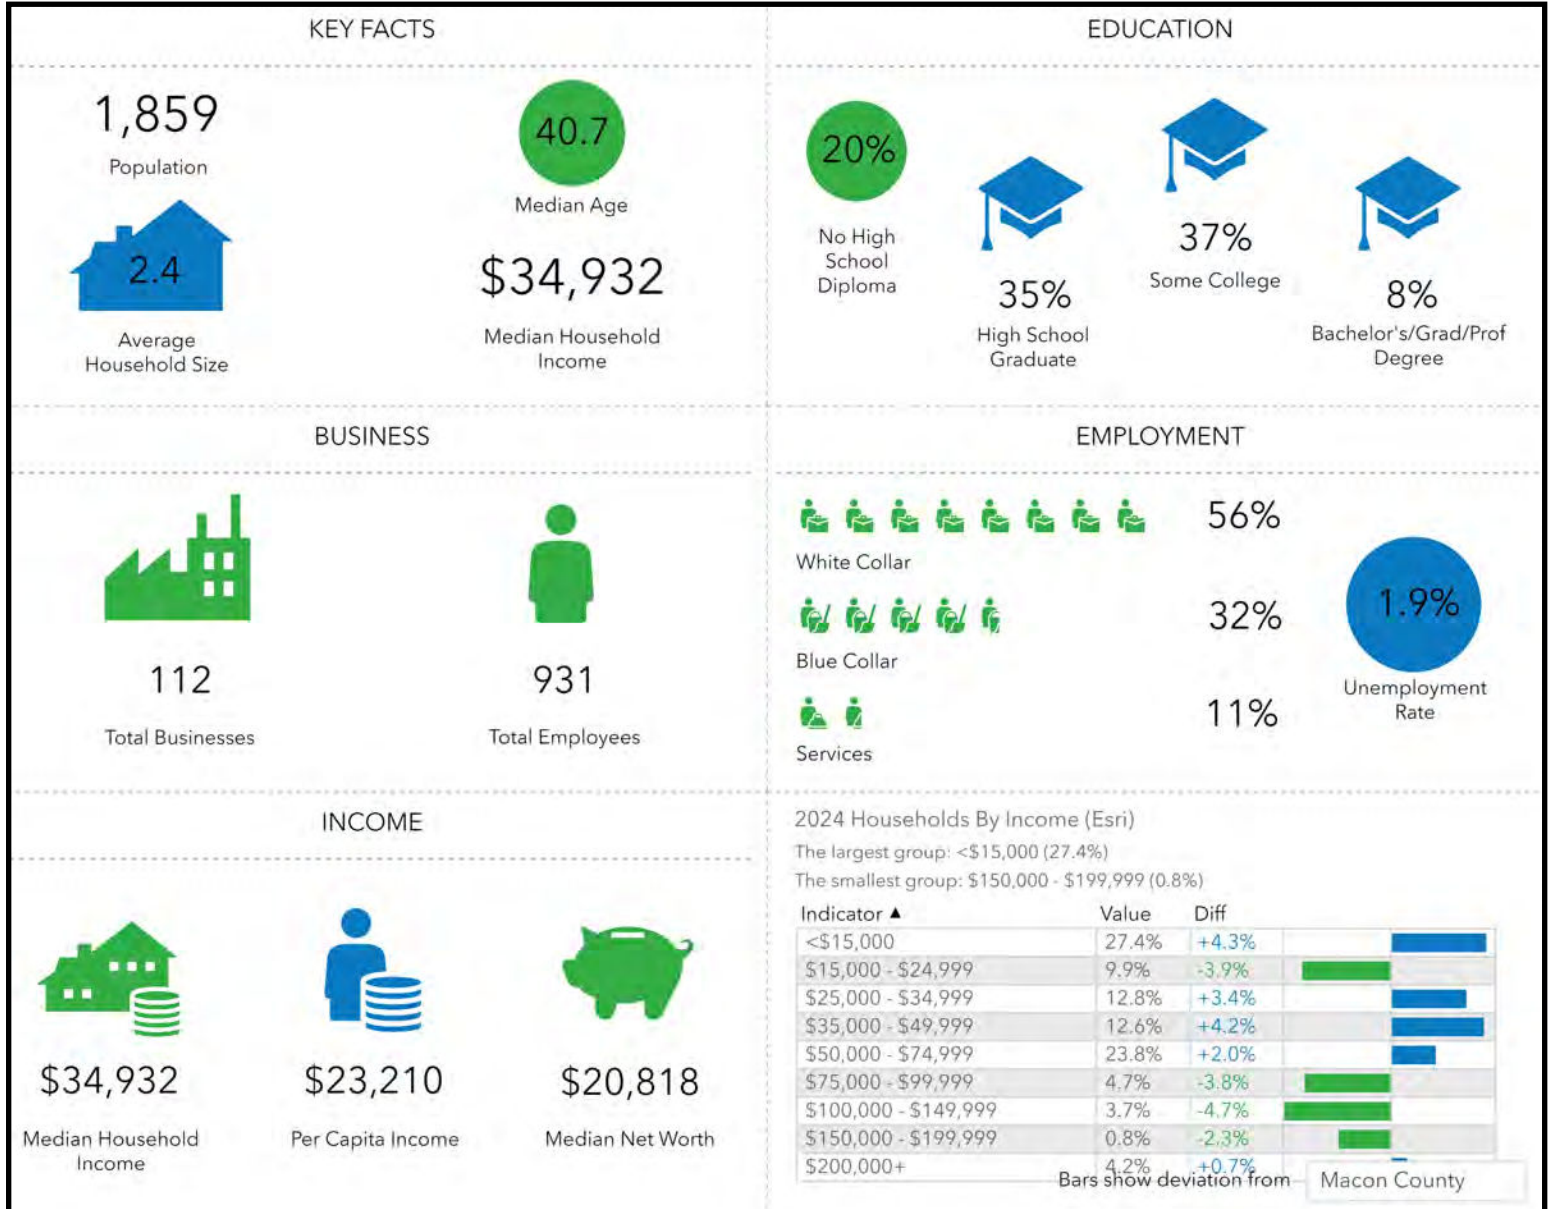 KEY FACTS
1,859
Population
40.7
Median Age
2.4
Average
Household Size
$34,932
Median Household
Income
EDUCATION
20%
No High
School
Diploma
35%
High School
Graduate
37%
Some College
8%
Bachelor's/Grad/Prof
Degree
BUSINESS
112
Total Businesses
931
Total Employees
EMPLOYMENT
56%
White Collar
32%
Blue Collar
11%
Services
1.9%
Unemployment
Rate
INCOME
$34,932
Median Household
Income
$23,210
Per Capita Income
$20,818
Median Net Worth
2024 Households By Income (Esri)
The largest group: <$15,000 (27.4%)
The smallest group: $150,000 - $199,999 (0.8%)
Indicator ▲ Value Diff
<$15,000 27.4% +4.3%
$15,000 - $24,999 9.9% -3.9%
$25,000 - $34,999 12.8% +3.4%
$35,000 - $49,999 12.6% +4.2%
$50,000 - $74,999 23.8% +2.0%
$75,000 - $99,999 4.7% -3.8%
$100,000 - $149,999 3.7% -4.7%
$150,000 - $199,999 0.8% -2.3%
$200,000+ 4.2% +0.7%
Bars show deviation from Macon County